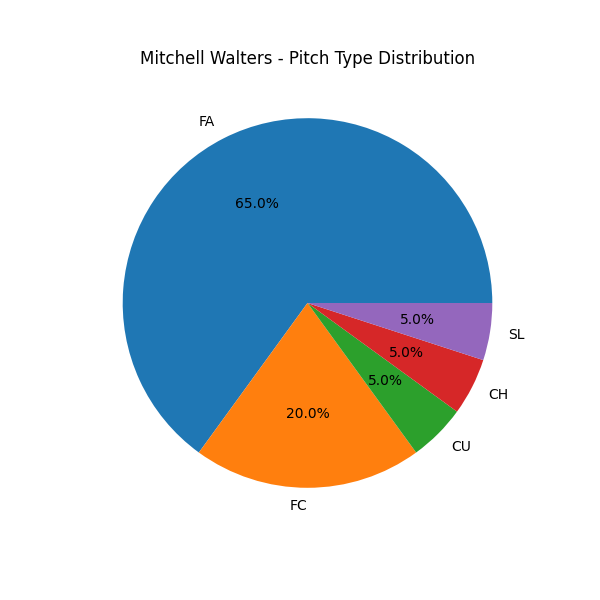 Mitchell Walters - Pitch Type Distribution
FA
65.0%
5.0%
SL
5.0%
5.0%
CH
20.0%
CU
FC